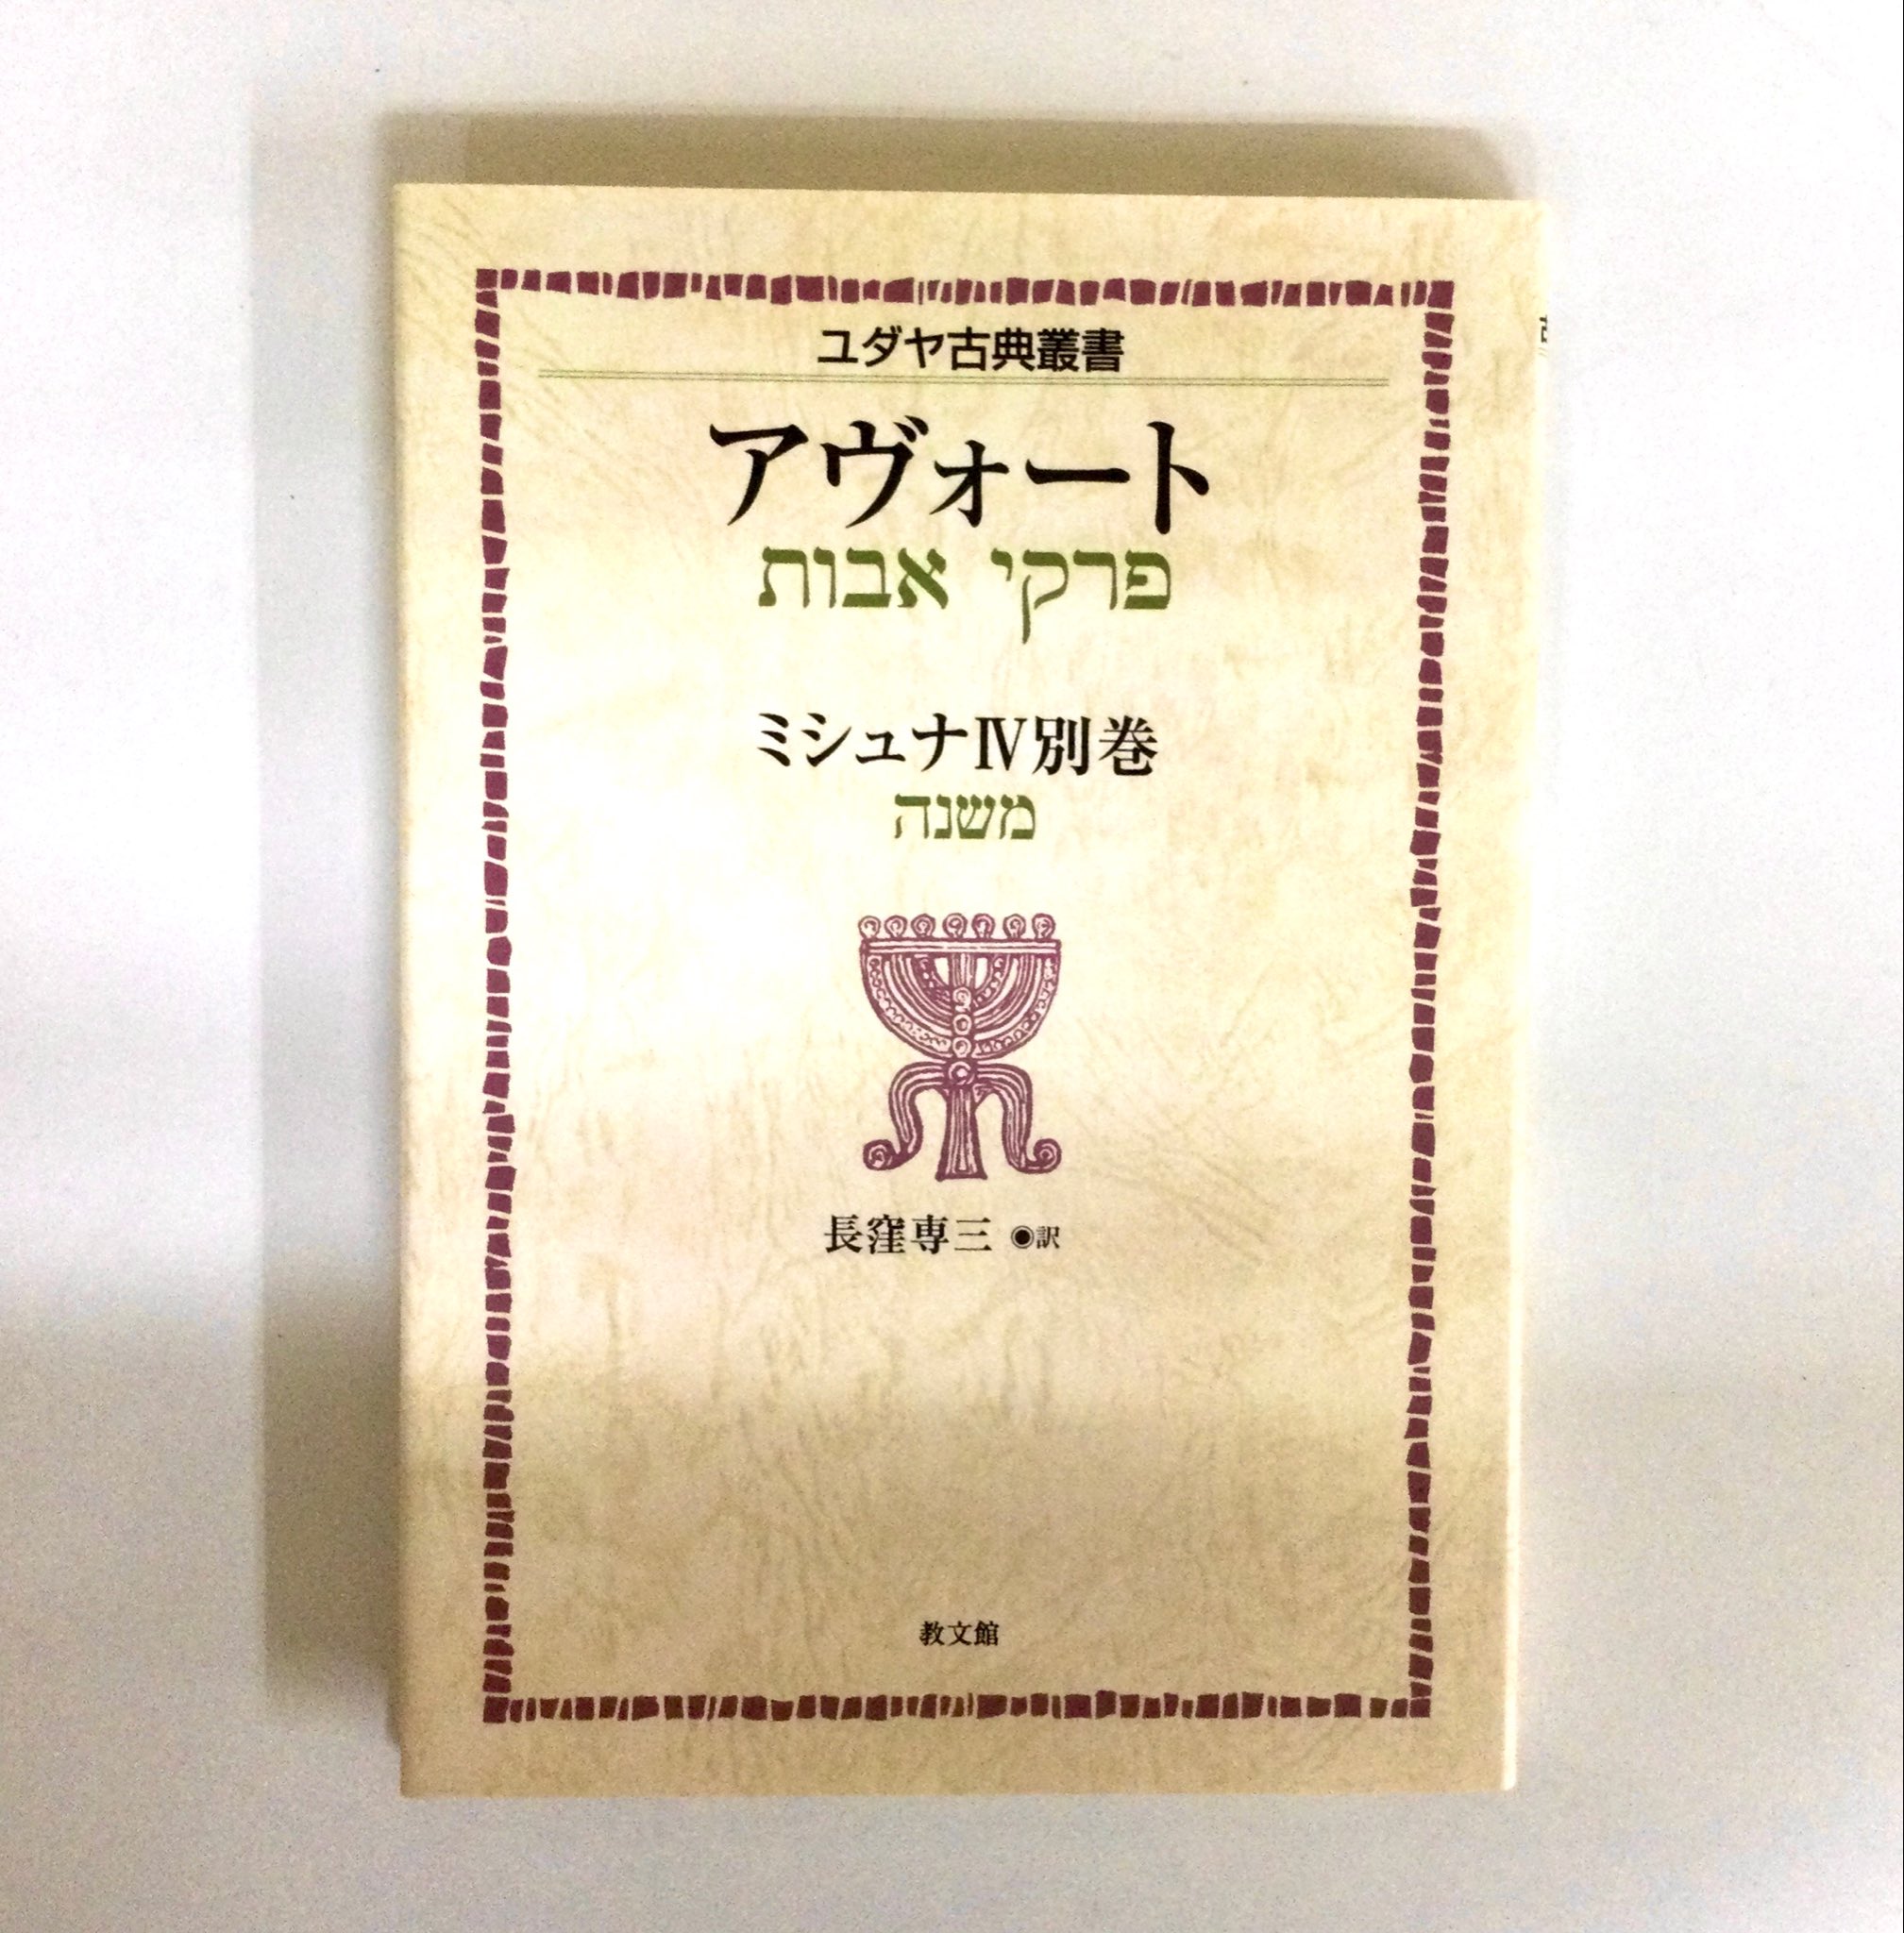 ユダヤ古典叢書
アヴォート
פרקי אבות
ミシュナⅣ別巻
משנה
長窪専三 ◉訳
教文館